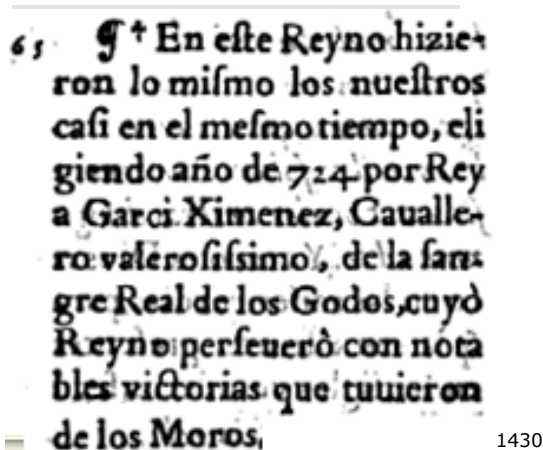 65 ¶ † En eſte Reyno hizie-
ron lo miſmo los nueſtros
caſi en el meſmo tiempo, eli
giendo año de 724 por Rey
a Garci Ximenez, Caualle-
ro valeroſiſsimo, de la ſan-
gre Real de los Godos, cuyo
Reyno perſeuerò con nota
bles victorias que tuuieron
de los Moros,
1430